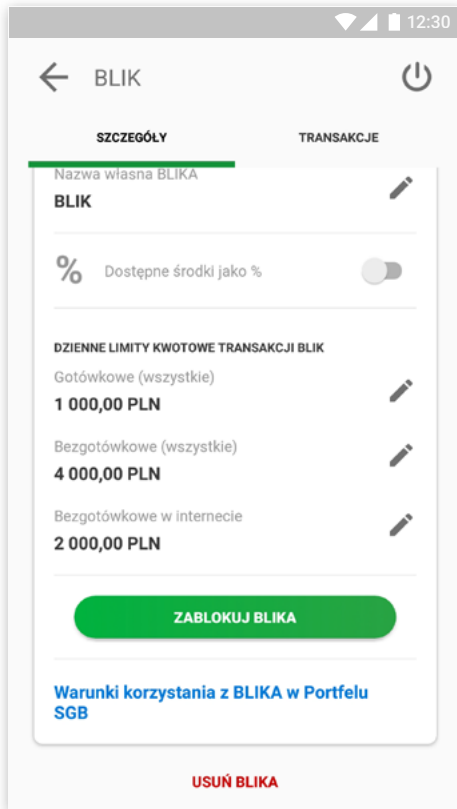 12:30
BLIK
SZCZEGÓŁY TRANSAKCJE
Nazwa własna BLIKA
BLIK
% Dostępne środki jako %
DZIENNE LIMITY KWOTOWE TRANSAKCJI BLIK
Gotówkowe (wszystkie)
1 000,00 PLN
Bezgotówkowe (wszystkie)
4 000,00 PLN
Bezgotówkowe w internecie
2 000,00 PLN
ZABLOKUJ BLIKA
Warunki korzystania z BLIKA w Portfelu
SGB
USUŃ BLIKA